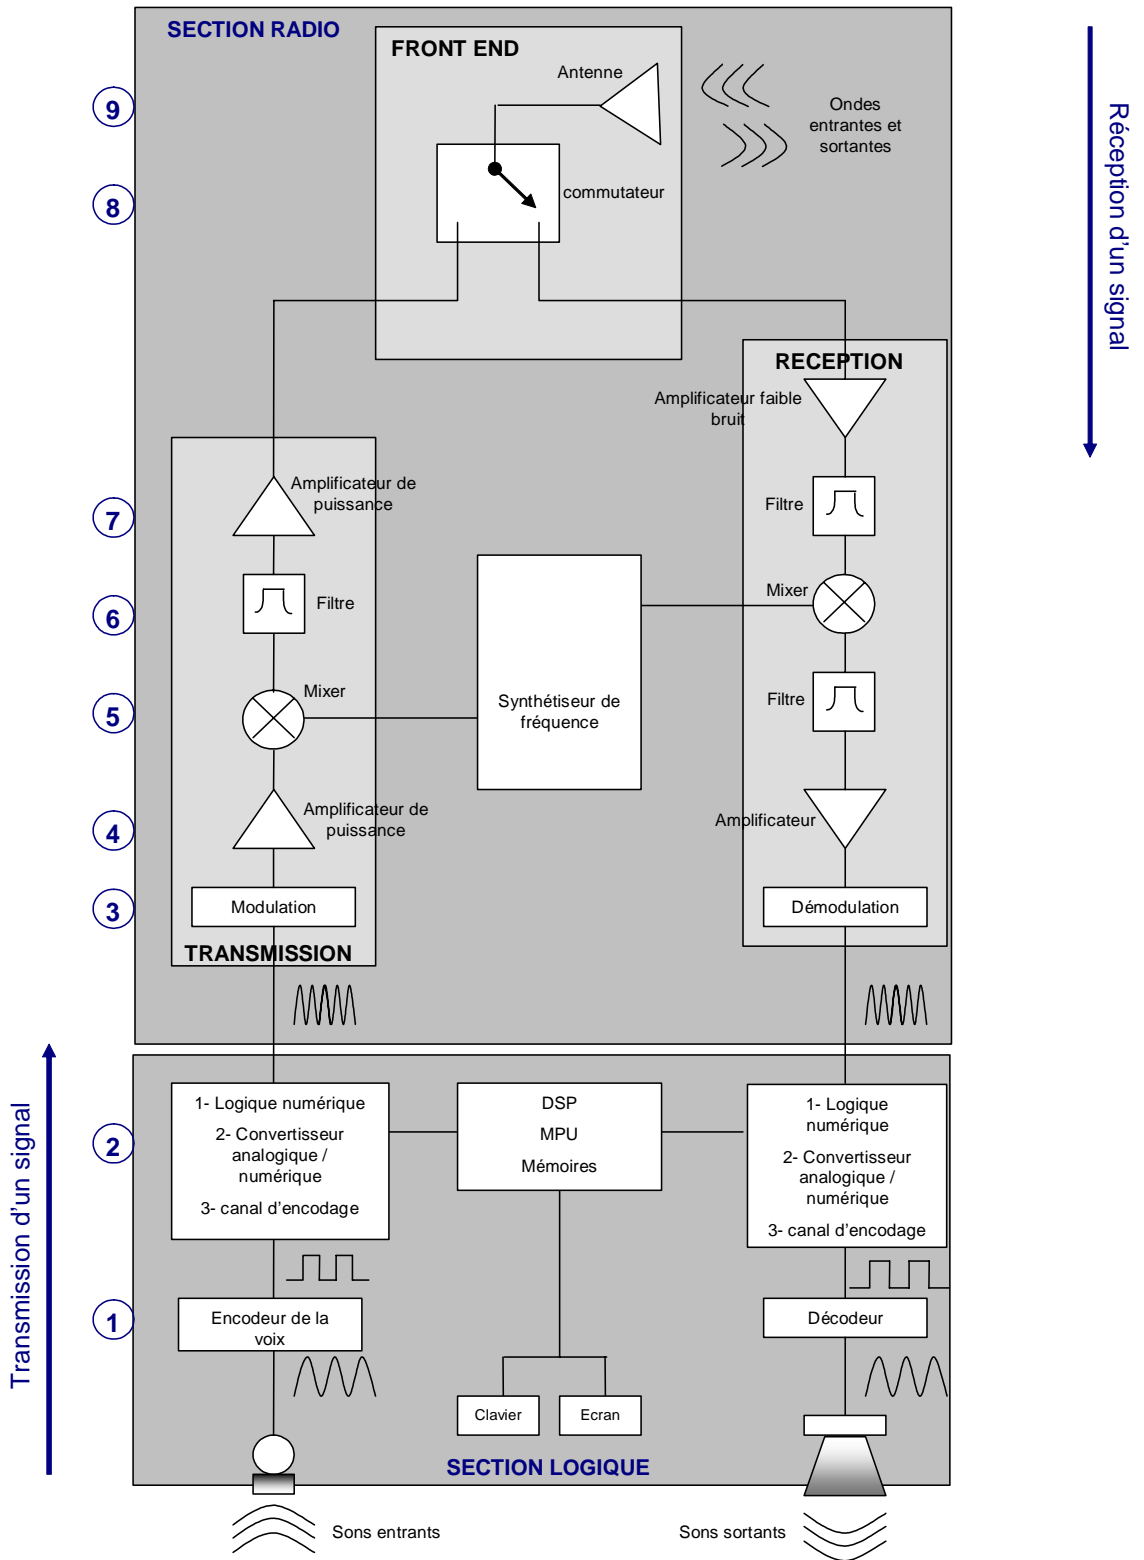 SECTION RADIO
FRONT END
Antenne
9
Ondes
entrantes et
sortantes
Réception d'un signal
8
commutateur
RECEPTION
Amplificateur faible
bruit
Amplificateur de
puissance
7
Filtre
6
Filtre
Mixer
Mixer
5
Synthétiseur de
fréquence
Filtre
4
Amplificateur de
puissance
Amplificateur
3
Modulation
Démodulation
TRANSMISSION
Transmission d'un signal
2
1- Logique numérique
2- Convertisseur
analogique /
numérique
3- canal d'encodage
DSP
MPU
Mémoires
1- Logique
numérique
2- Convertisseur
analogique /
numérique
3- canal d'encodage
1
Encodeur de la
voix
Décodeur
Clavier
Ecran
SECTION LOGIQUE
Sons entrants
Sons sortants